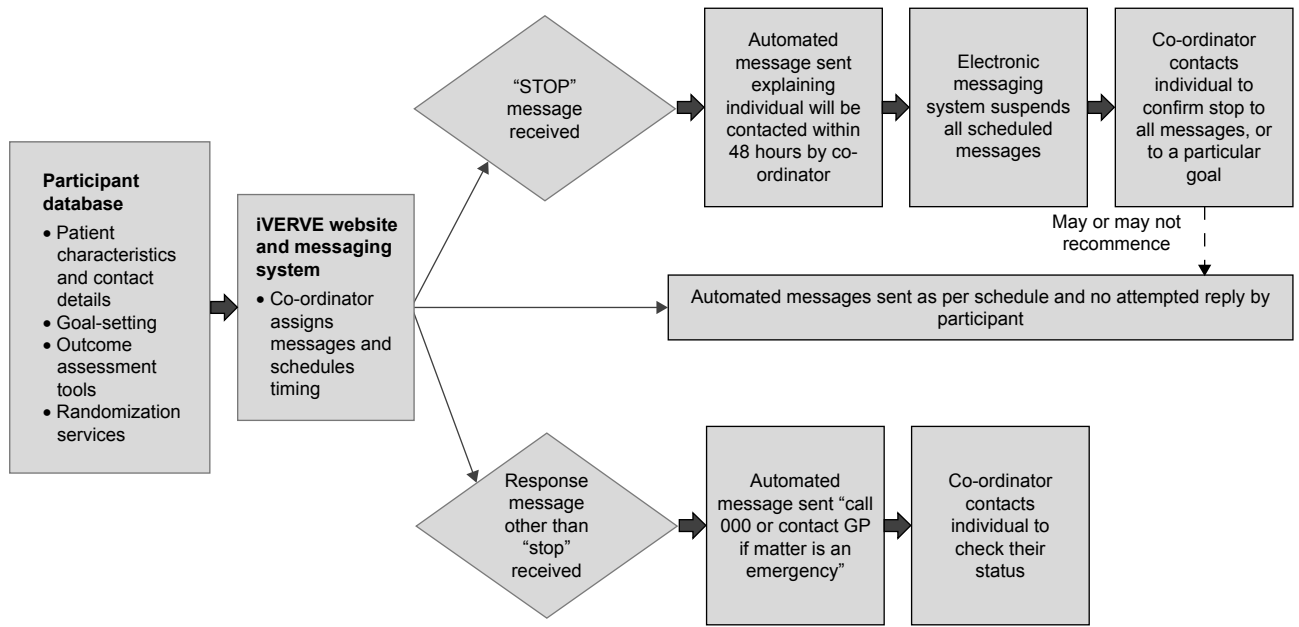 Participant
database
• Patient
characteristics
and contact
details
• Goal-setting
• Outcome
assessment
tools
• Randomization
services
iVERVE website
and messaging
system
• Co-ordinator
assigns
messages and
schedules
timing
“STOP”
message
received
Automated
message sent
explaining
individual will be
contacted within
48 hours by co-
ordinator
Electronic
messaging
system suspends
all scheduled
messages
Co-ordinator
contacts
individual to
confirm stop to
all messages, or
to a particular
goal
May or may not
recommence
Automated messages sent as per schedule and no attempted reply by
participant
Response
message
other than
“stop”
received
Automated
message sent “call
000 or contact GP
if matter is an
emergency”
Co-ordinator
contacts
individual to
check their
status